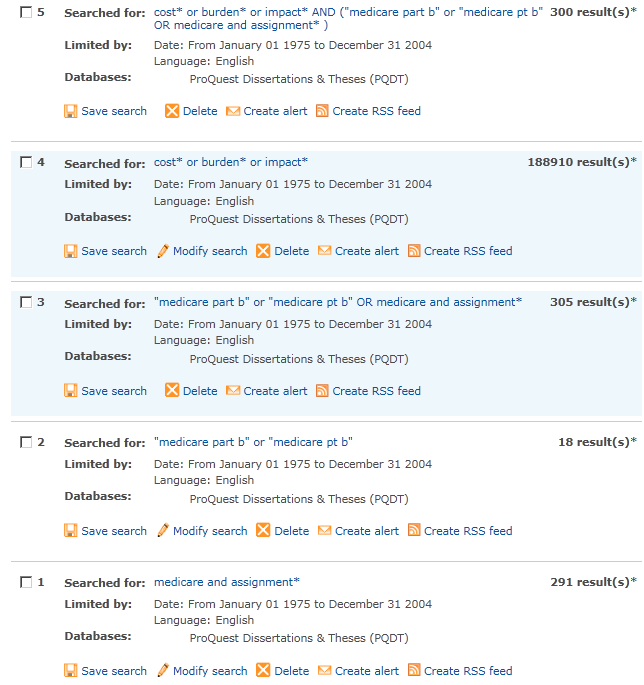 5 Searched for: cost* or burden* or impact* AND ("medicare part b" or "medicare pt b" 300 result(s)*
OR medicare and assignment* )
Limited by: Date: From January 01 1975 to December 31 2004
Language: English
Databases: ProQuest Dissertations & Theses (PQDT)
Save search Delete Create alert Create RSS feed
4 Searched for: cost* or burden* or impact* 188910 result(s)*
Limited by: Date: From January 01 1975 to December 31 2004
Language: English
Databases: ProQuest Dissertations & Theses (PQDT)
Save search Modify search Delete Create alert Create RSS feed
3 Searched for: "medicare part b" or "medicare pt b" OR medicare and assignment* 305 result(s)*
Limited by: Date: From January 01 1975 to December 31 2004
Language: English
Databases: ProQuest Dissertations & Theses (PQDT)
Save search Delete Create alert Create RSS feed
2 Searched for: "medicare part b" or "medicare pt b" 18 result(s)*
Limited by: Date: From January 01 1975 to December 31 2004
Language: English
Databases: ProQuest Dissertations & Theses (PQDT)
Save search Modify search Delete Create alert Create RSS feed
1 Searched for: medicare and assignment* 291 result(s)*
Limited by: Date: From January 01 1975 to December 31 2004
Language: English
Databases: ProQuest Dissertations & Theses (PQDT)
Save search Modify search Delete Create alert Create RSS feed